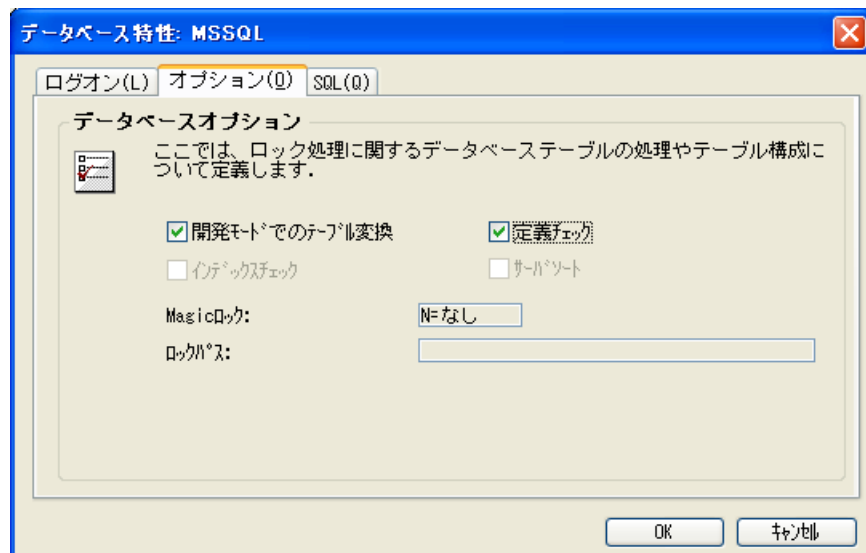 データベース特性: MSSQL
ログオン(L) オプション(O) SQL(Q)
データベースオプション
ここでは、ロック処理に関するデータベーステーブルの処理やテーブル構成に
ついて定義します.
開発ﾓｰﾄﾞでのﾃｰﾌﾞﾙ変換 定義ﾁｪｯｸ
ｲﾝﾃﾞｯｸｽﾁｪｯｸ ｻｰﾊﾞｿｰﾄ
Magicﾛｯｸ: N=なし
ﾛｯｸﾊﾟｽ:
OK ｷｬﾝｾﾙ